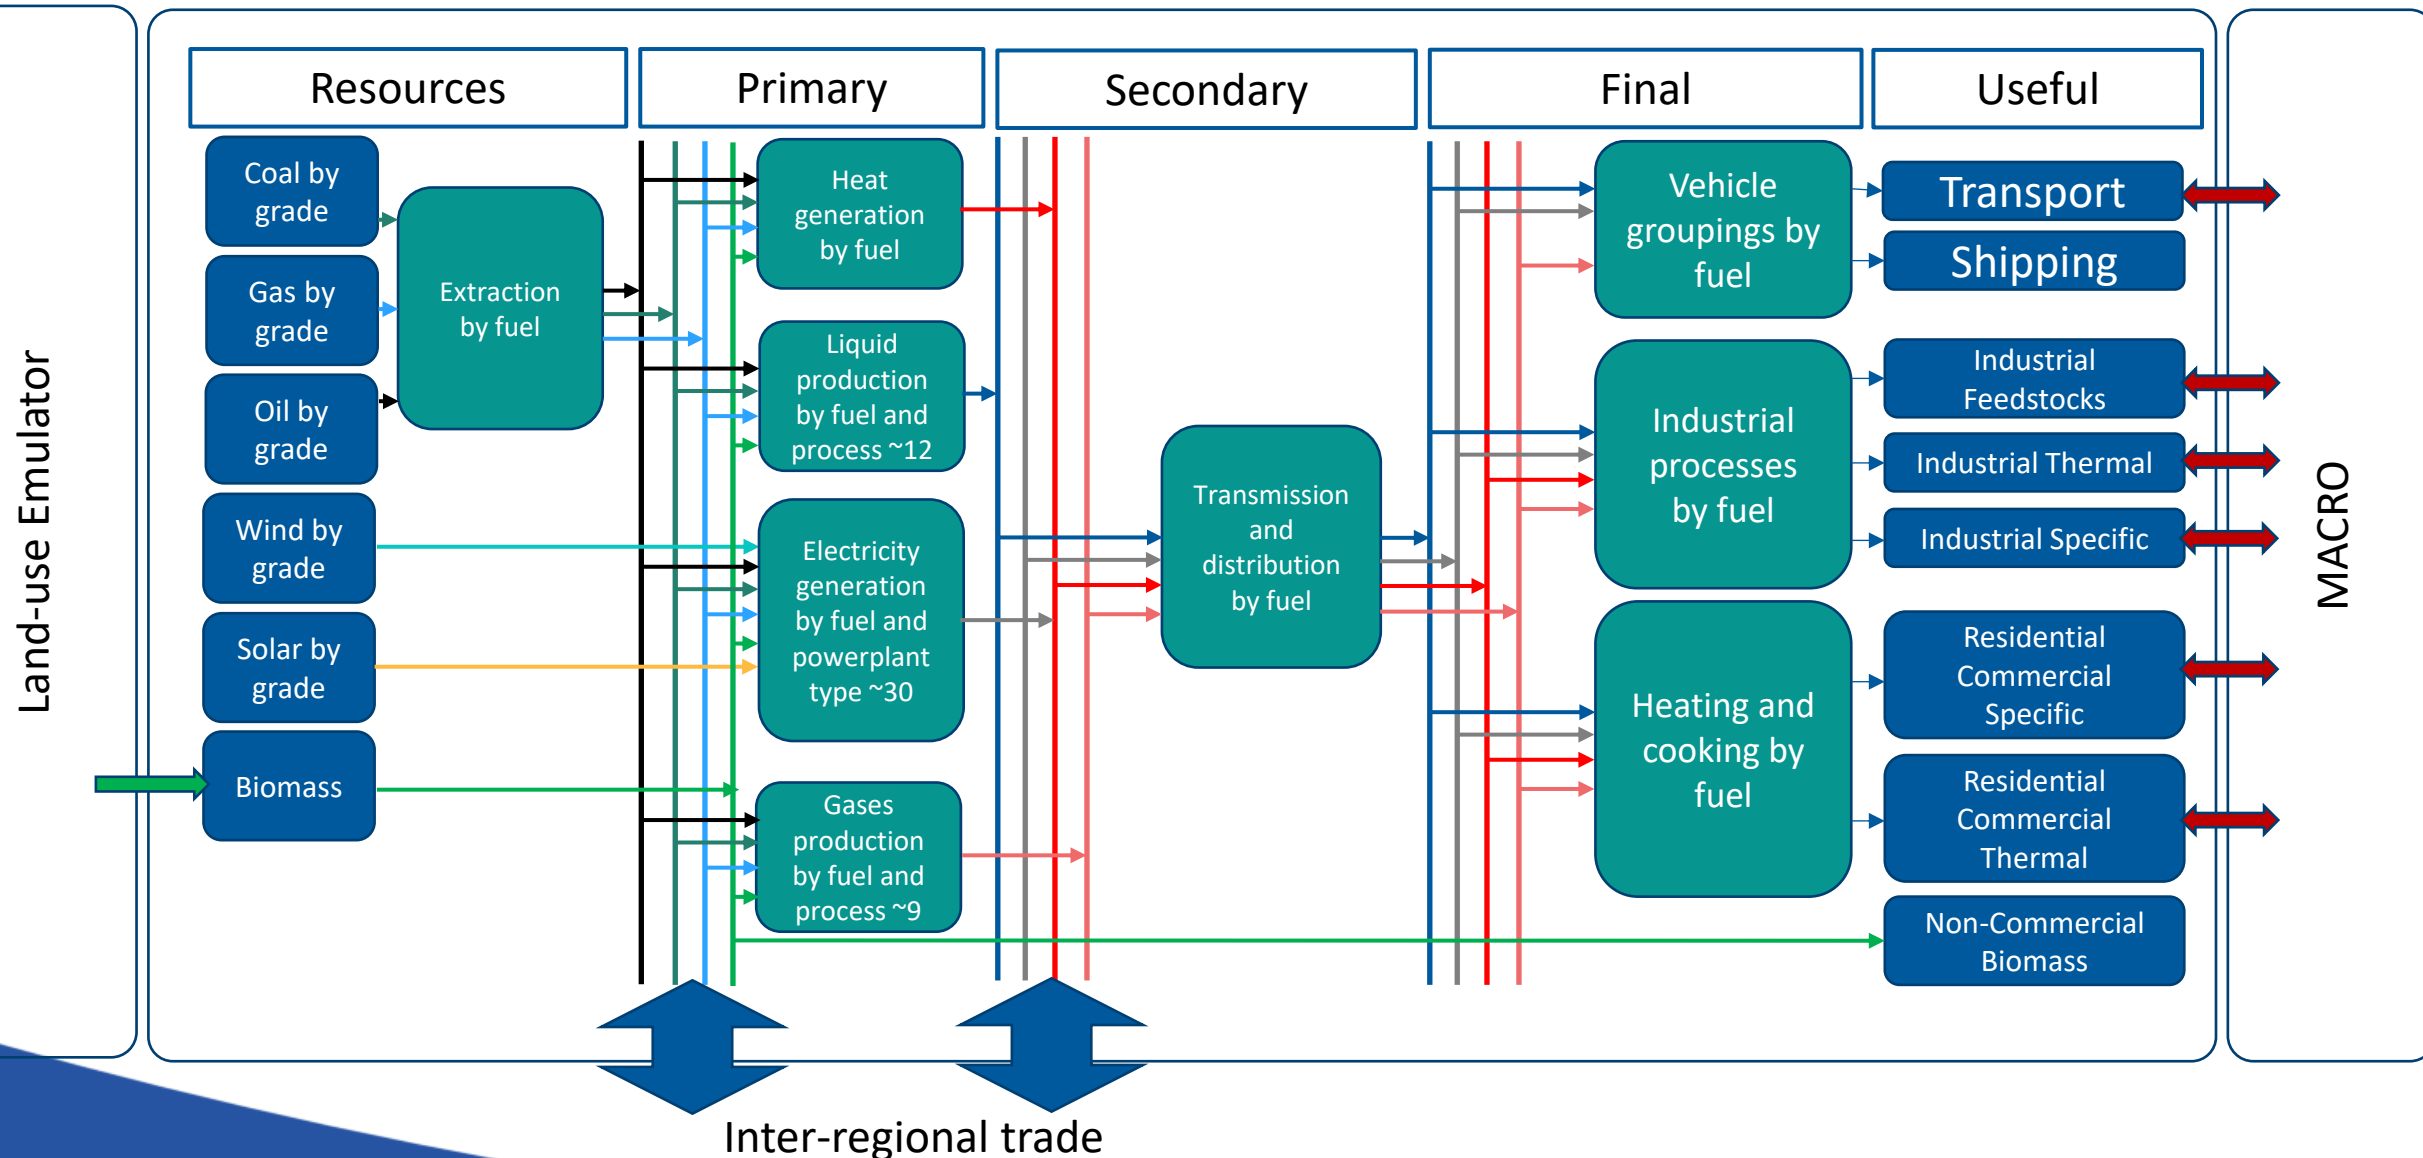 Land-use Emulator
Resources
Primary
Secondary
Final
Useful
Coal by
grade
Gas by
grade
Oil by
grade
Wind by
grade
Solar by
grade
Biomass
Extraction
by fuel
Heat
generation
by fuel
Liquid
production
by fuel and
process ~12
Electricity
generation
by fuel and
powerplant
type ~30
Gases
production
by fuel and
process ~9
Transmission
and
distribution
by fuel
Vehicle
groupings by
fuel
Industrial
processes
by fuel
Heating and
cooking by
fuel
Transport
Shipping
Industrial
Feedstocks
Industrial Thermal
Industrial Specific
Residential
Commercial
Specific
Residential
Commercial
Thermal
Non-Commercial
Biomass
MACRO
Inter-regional trade